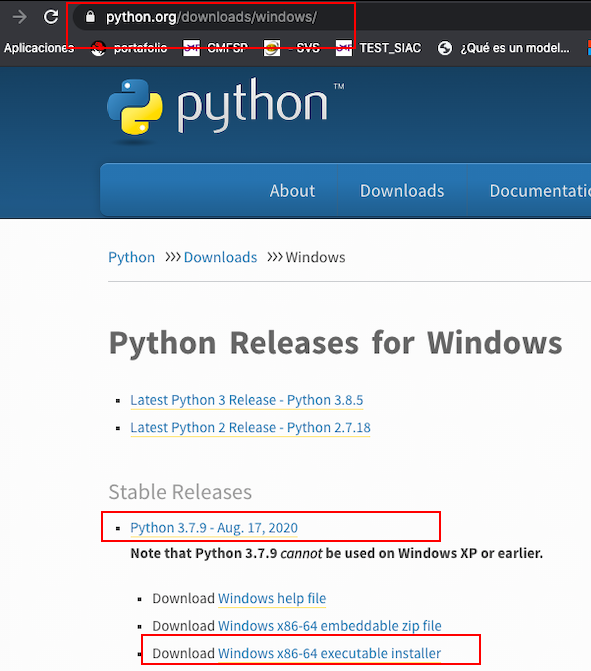 python.org/downloads/windows/
Aplicaciones portafolio CMFSP - SVS TEST_SIAC ¿Qué es un model...
python™
About Downloads Documentatio
Python Downloads Windows
Python Releases for Windows
Latest Python 3 Release - Python 3.8.5
Latest Python 2 Release - Python 2.7.18
Stable Releases
Python 3.7.9 - Aug. 17, 2020
Note that Python 3.7.9 cannot be used on Windows XP or earlier.
Download Windows help file
Download Windows x86-64 embeddable zip file
Download Windows x86-64 executable installer